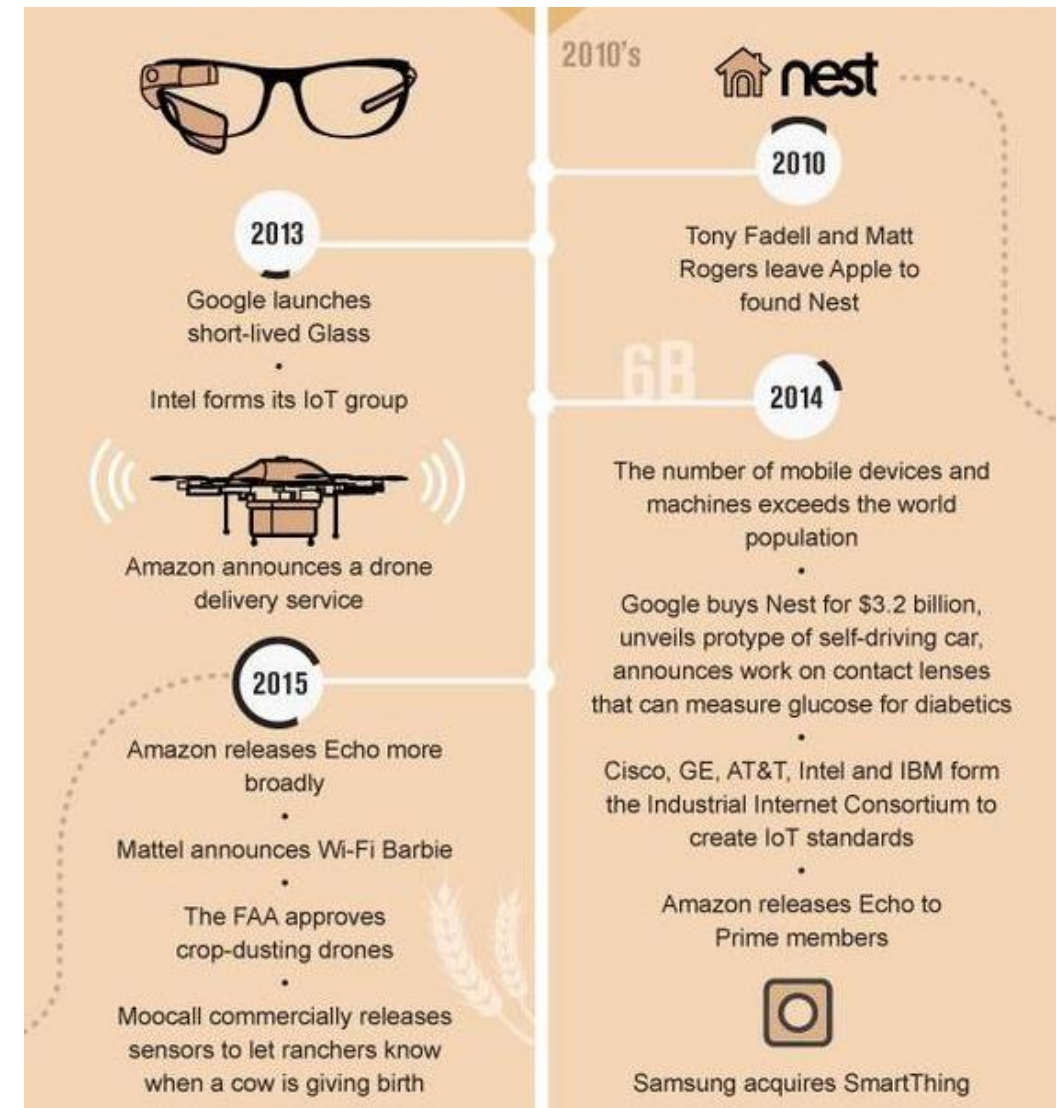 2010's
nest
2010
Tony Fadell and Matt
Rogers leave Apple to
found Nest
2013
Google launches
short-lived Glass
•
Intel forms its IoT group
Amazon announces a drone
delivery service
6B
2014
The number of mobile devices and
machines exceeds the world
population
•
Google buys Nest for $3.2 billion,
unveils protype of self-driving car,
announces work on contact lenses
that can measure glucose for diabetics
•
Cisco, GE, AT&T, Intel and IBM form
the Industrial Internet Consortium to
create IoT standards
•
Amazon releases Echo to
Prime members
Samsung acquires SmartThing
2015
Amazon releases Echo more
broadly
•
Mattel announces Wi-Fi Barbie
•
The FAA approves
crop-dusting drones
•
Moocall commercially releases
sensors to let ranchers know
when a cow is giving birth